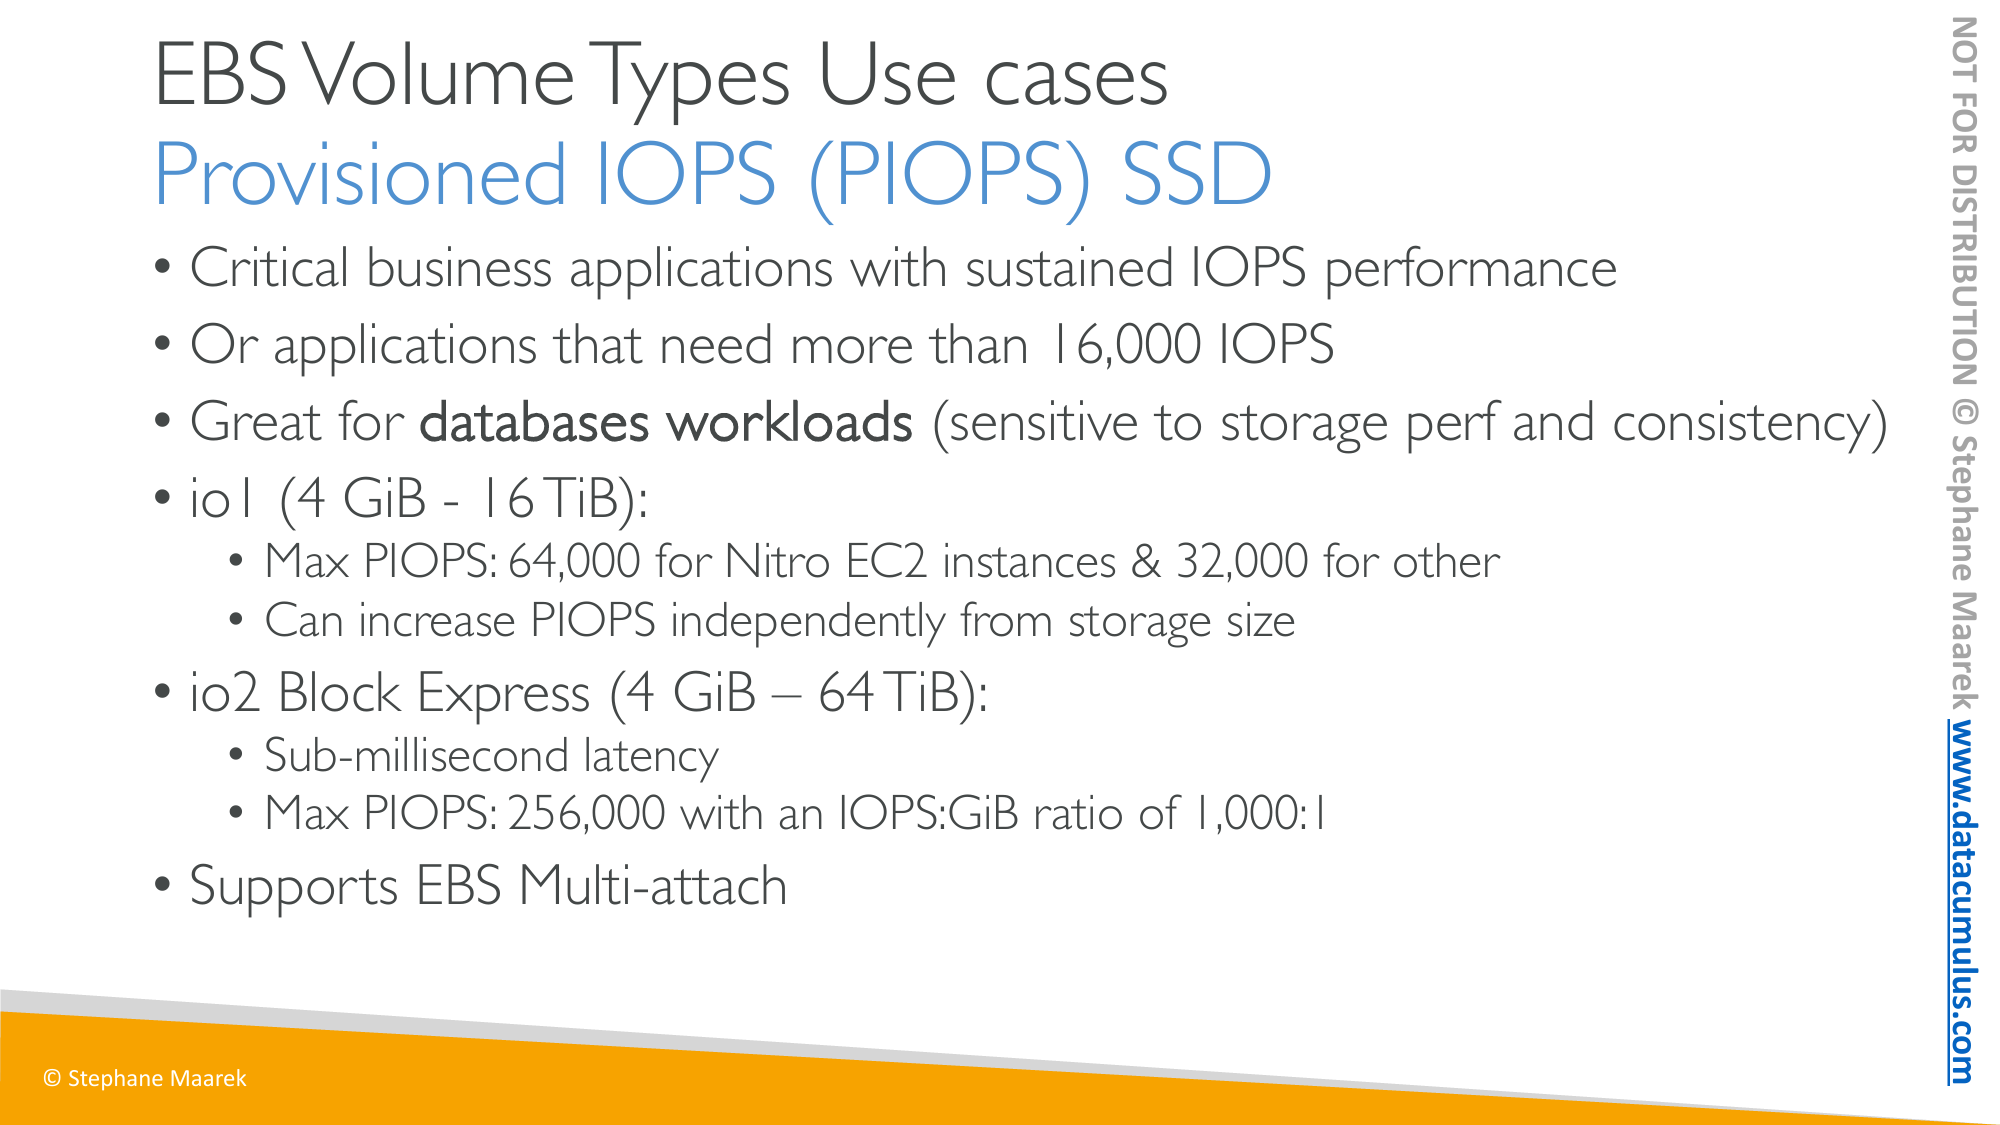 EBS Volume Types Use cases
Provisioned IOPS (PIOPS) SSD
• Critical business applications with sustained IOPS performance
• Or applications that need more than 16,000 IOPS
• Great for databases workloads (sensitive to storage perf and consistency)
• io1 (4 GiB - 16 TiB):
• Max PIOPS: 64,000 for Nitro EC2 instances & 32,000 for other
• Can increase PIOPS independently from storage size
• io2 Block Express (4 GiB – 64 TiB):
• Sub-millisecond latency
• Max PIOPS: 256,000 with an IOPS:GiB ratio of 1,000:1
• Supports EBS Multi-attach
© Stephane Maarek
NOT FOR DISTRIBUTION © Stephane Maarek www.datacumulus.com